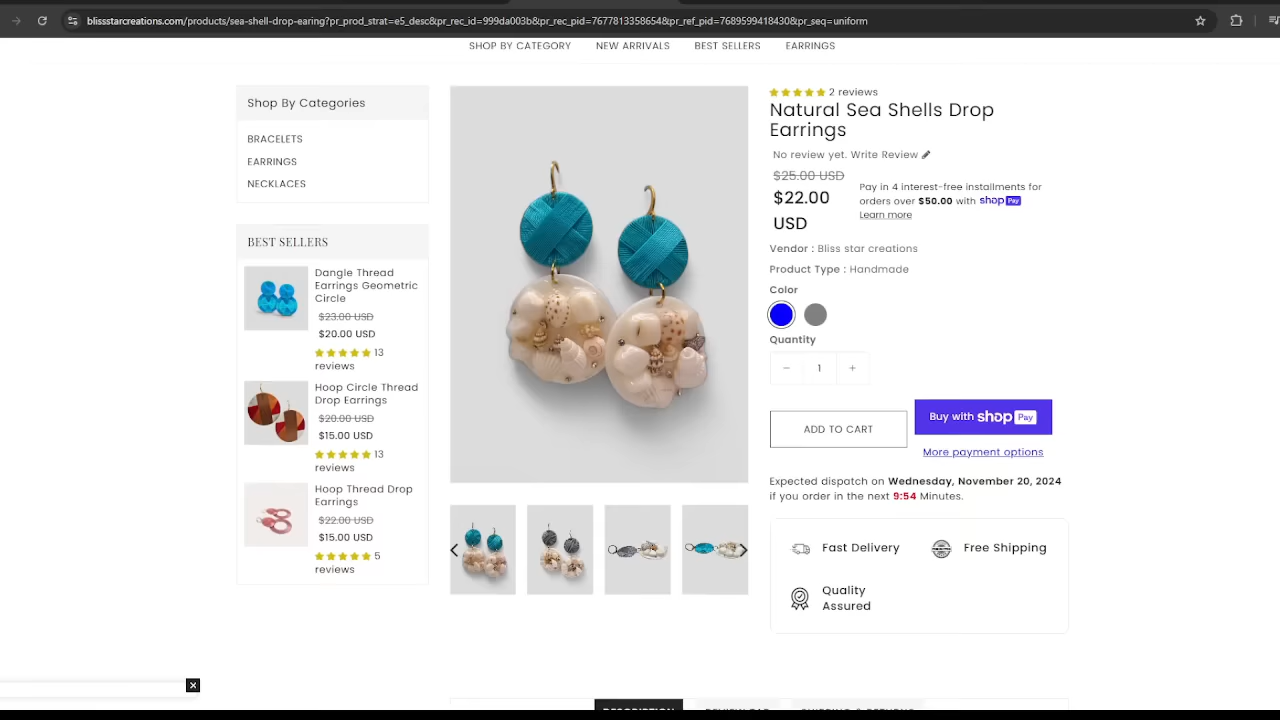 blissstarcreations.com/products/sea-shell-drop-earing?pr_prod_strat=e5_desc&pr_rec_id=999da003b&pr_rec_pid=7677813358654&pr_ref_pid=7689599418430&pr_seq=uniform
SHOP BY CATEGORY NEW ARRIVALS BEST SELLERS EARRINGS
Shop By Categories
BRACELETS
EARRINGS
NECKLACES
BEST SELLERS
Dangle Thread
Earrings Geometric
Circle
$23.00 USD
$20.00 USD
13
reviews
Hoop Circle Thread
Drop Earrings
$20.00 USD
$15.00 USD
13
reviews
Hoop Thread Drop
Earrings
$22.00 USD
$15.00 USD
5
reviews
2 reviews
Natural Sea Shells Drop
Earrings
No review yet. Write Review
$25.00 USD
$22.00
USD
Pay in 4 interest-free installments for
orders over $50.00 with shop Pay
Learn more
Vendor : Bliss star creations
Product Type : Handmade
Color
Quantity
− 1 +
ADD TO CART
Buy with shop Pay
More payment options
Expected dispatch on Wednesday, November 20, 2024
if you order in the next 9:54 Minutes.
Fast Delivery
Free Shipping
Quality
Assured